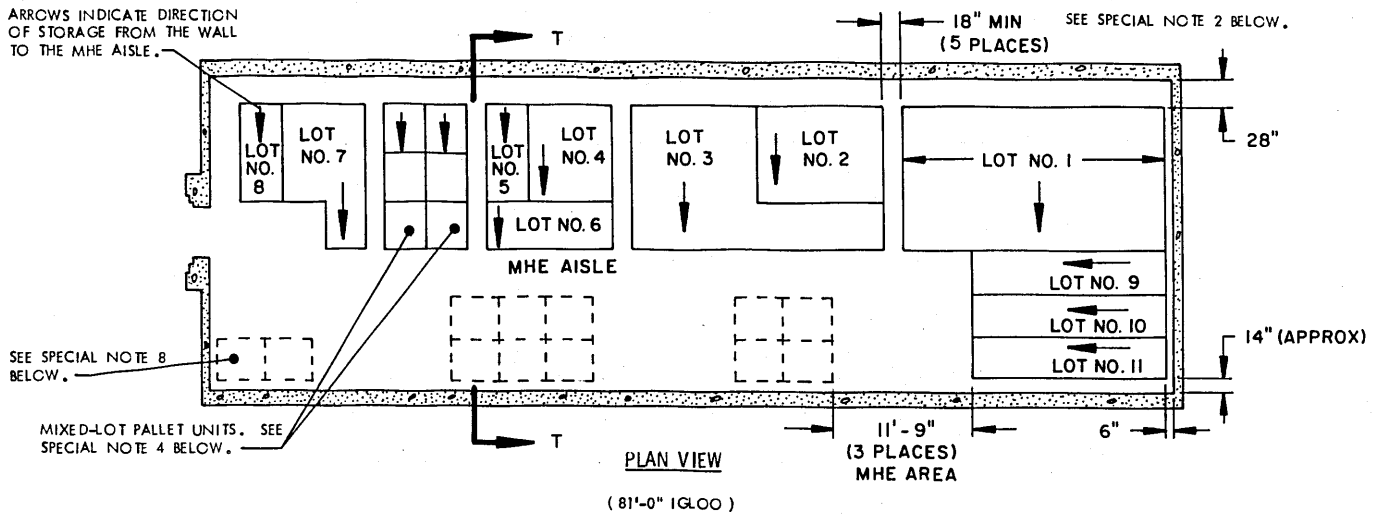 ARROWS INDICATE DIRECTION
OF STORAGE FROM THE WALL
TO THE MHE AISLE.
T
18" MIN
(5 PLACES)
SEE SPECIAL NOTE 2 BELOW.
28"
LOT
NO.
8
LOT
NO. 7
LOT
NO.
5
LOT
NO. 4
LOT
NO. 3
LOT
NO. 2
LOT NO. 1
LOT NO. 6
MHE AISLE
LOT NO. 9
LOT NO. 10
LOT NO. 11
14" (APPROX)
SEE SPECIAL NOTE 8
BELOW.
MIXED-LOT PALLET UNITS. SEE
SPECIAL NOTE 4 BELOW.
T
11'-9"
(3 PLACES)
MHE AREA
6"
PLAN VIEW
(81'-0" IGLOO)